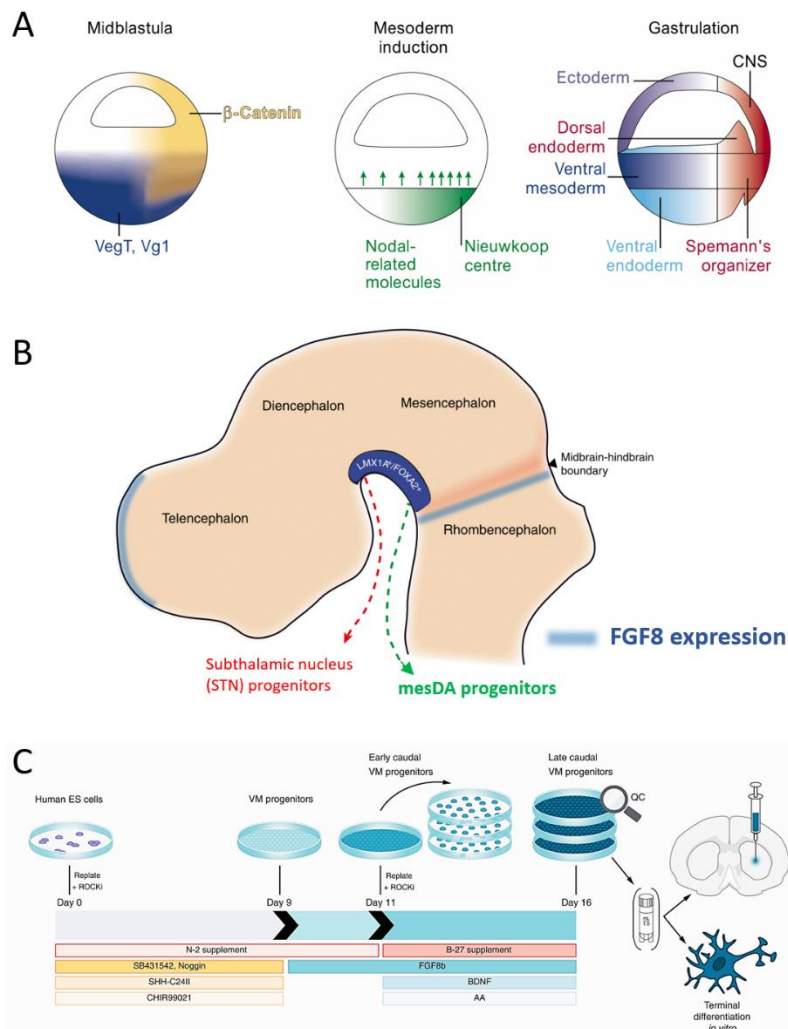 A
Midblastula
β-Catenin
VegT, Vg1
Mesoderm
induction
Nodal-
related
molecules
Nieuwkoop
centre
Gastrulation
CNS
Ectoderm
Dorsal
endoderm
Ventral
mesoderm
Ventral
endoderm
Spemann's
organizer
B
Diencephalon
Mesencephalon
LMX1A+/FOXA2+
Midbrain-hindbrain
boundary
Telencephalon
Rhombencephalon
FGF8 expression
Subthalamic nucleus
(STN) progenitors
mesDA progenitors
C
Human ES cells
VM progenitors
Early caudal
VM progenitors
Late caudal
VM progenitors
QC
Replate
+ ROCKi
Replate
+ ROCKi
Day 0
Day 9
Day 11
Day 16
N-2 supplement
B-27 supplement
SB431542, Noggin
FGF8b
SHH-C24II
BDNF
CHIR99021
AA
Terminal
differentiation
in vitro